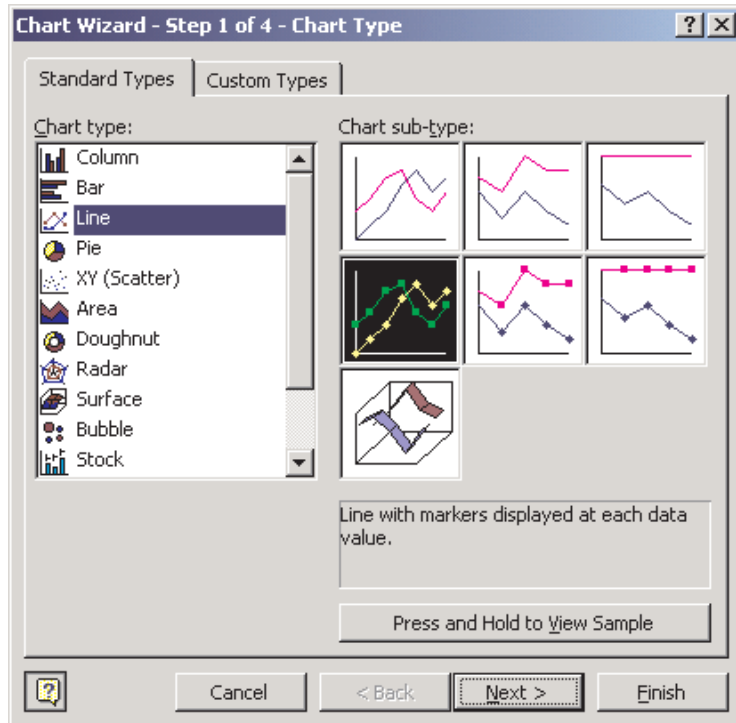 Chart Wizard - Step 1 of 4 - Chart Type
Standard Types
Custom Types
Chart type:
Column
Bar
Line
Pie
XY (Scatter)
Area
Doughnut
Radar
Surface
Bubble
Stock
Chart sub-type:
Line with markers displayed at each data
value.
Press and Hold to View Sample
Cancel
< Back
Next >
Finish